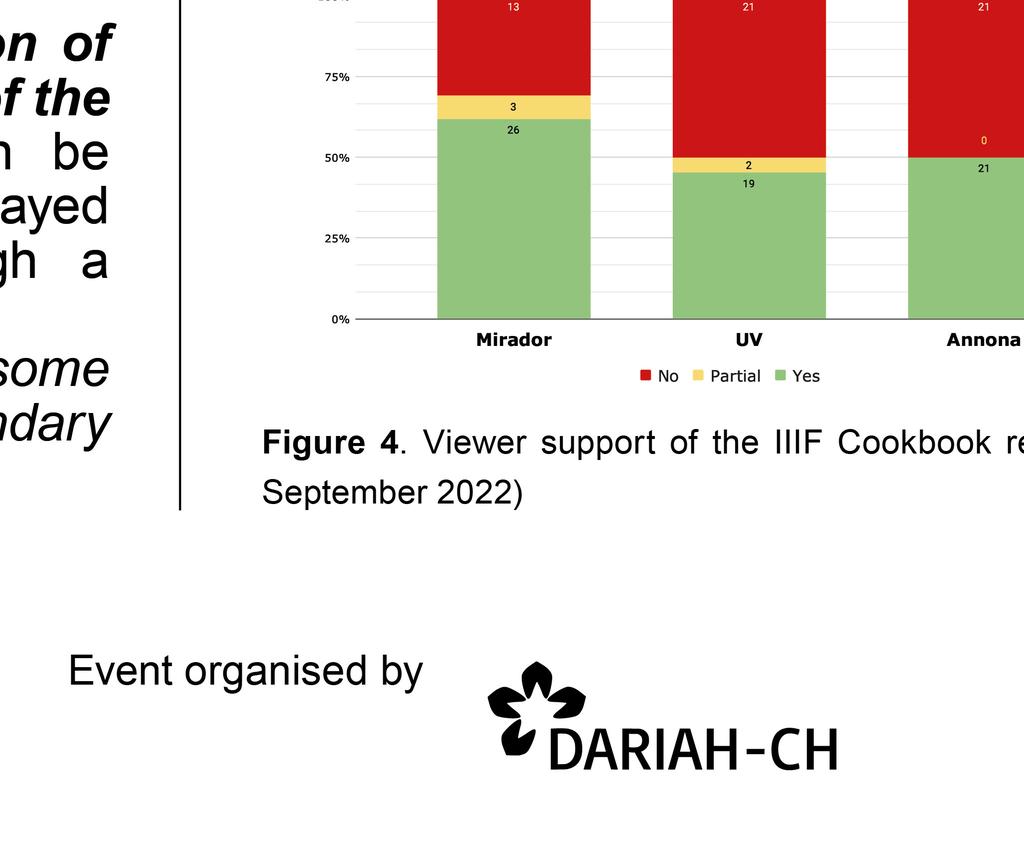 on of
of the
be
ayed
gh a
some
ndary
13
21
21
75%
3
26
0
50%
2
19
21
25%
0%
Mirador
UV
Annona
No
Partial
Yes
Figure 4. Viewer support of the IIIF Cookbook re
September 2022)
Event organised by
DARIAH-CH